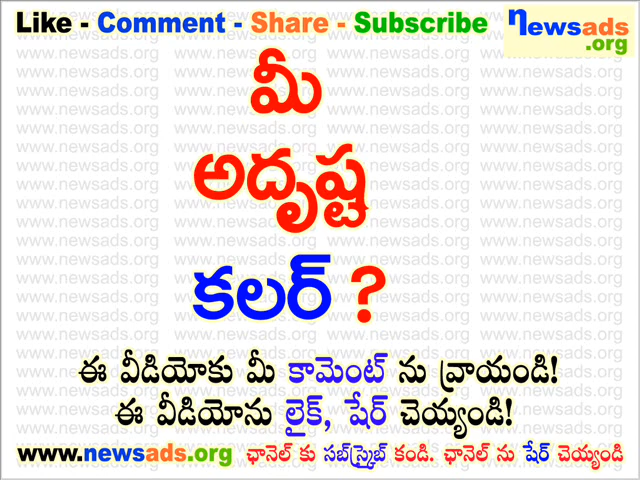 Like - Comment - Share - Subscribe
newsads
.org
మీ
అదృష్ట
కలర్ ?
ఈ వీడియోకు మీ కామెంట్ ను వ్రాయండి!
ఈ వీడియోను లైక్, షేర్ చెయ్యండి!
www.newsads.org ఛానెల్ కు సబ్‌స్క్రైబ్ కండి. ఛానెల్ ను షేర్ చెయ్యండి